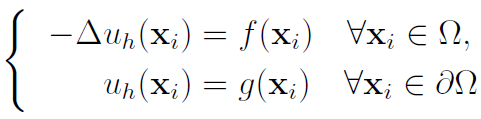 −Δu_h(x_i) = f(x_i) ∀x_i ∈ Ω,
u_h(x_i) = g(x_i) ∀x_i ∈ ∂Ω